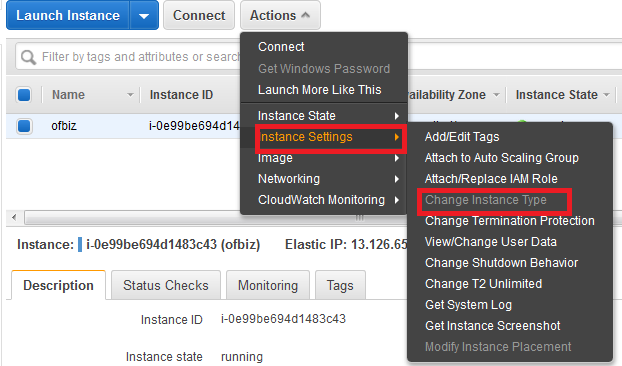 Launch Instance Connect Actions
Filter by tags and attributes or search
Connect
Get Windows Password
Launch More Like This
Name Instance ID Availability Zone Instance State
Instance State
ofbiz i-0e99be694d14
Instance Settings Add/Edit Tags
Image Attach to Auto Scaling Group
Networking Attach/Replace IAM Role
CloudWatch Monitoring Change Instance Type
Change Termination Protection
Instance: i-0e99be694d1483c43 (ofbiz) Elastic IP: 13.126.65
View/Change User Data
Change Shutdown Behavior
Description Status Checks Monitoring Tags
Change T2 Unlimited
Get System Log
Instance ID i-0e99be694d1483c43
Get Instance Screenshot
Modify Instance Placement
Instance state running